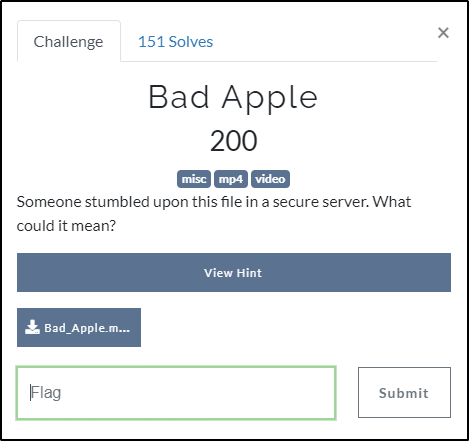 Challenge
151 Solves
×
Bad Apple
200
misc mp4 video
Someone stumbled upon this file in a secure server. What
could it mean?
View Hint
Bad_Apple.m...
Flag
Submit